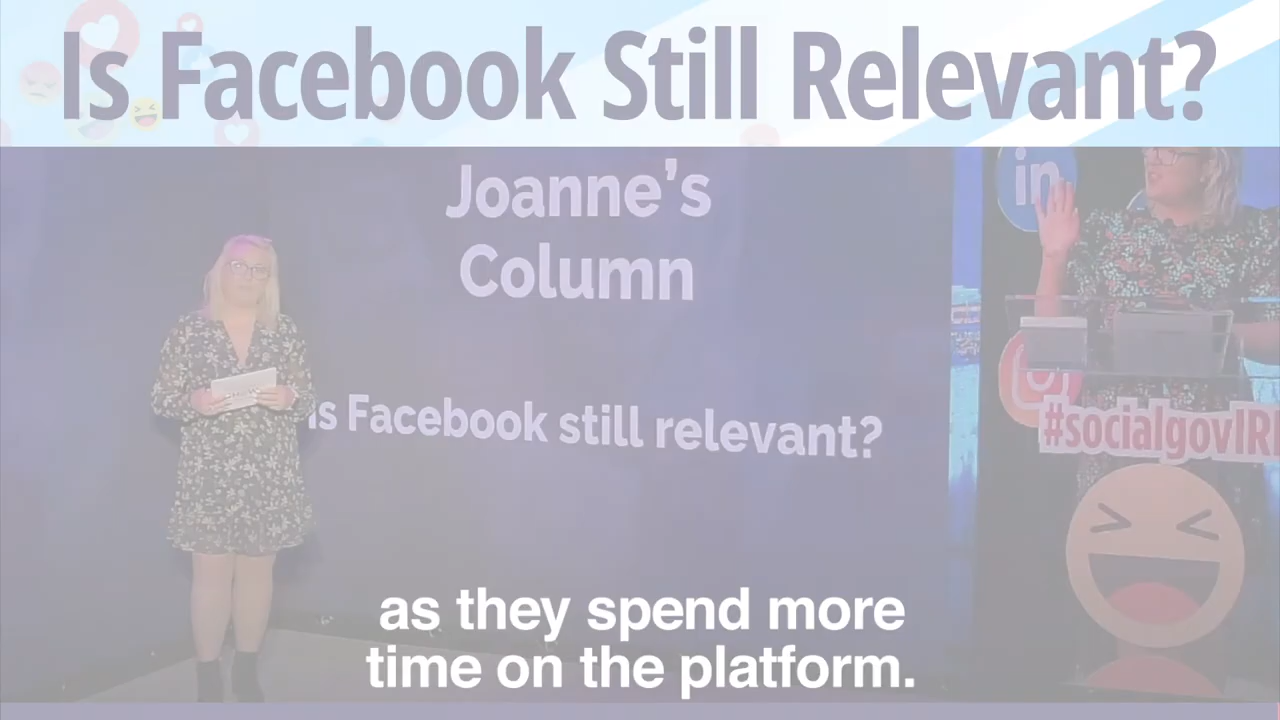 Is Facebook Still Relevant?
Joanne's
Column
in
Is Facebook still relevant?
#socialgovIR
as they spend more
time on the platform.